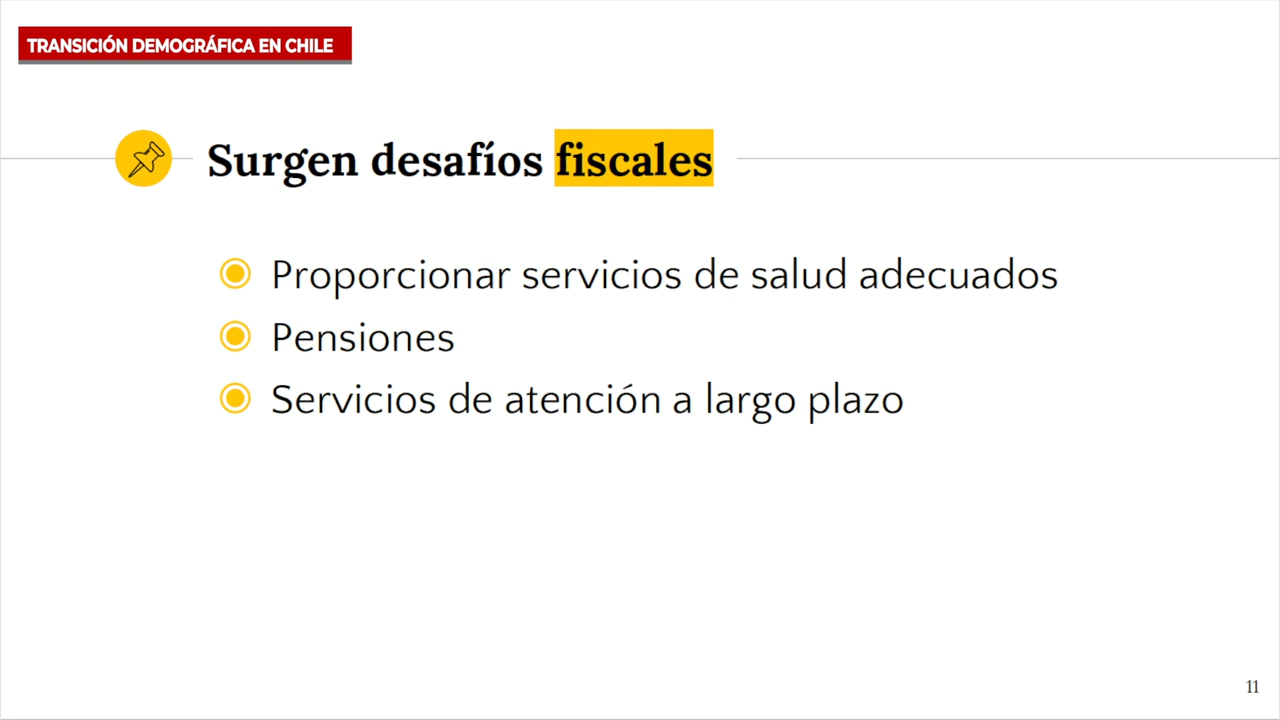 TRANSICIÓN DEMOGRÁFICA EN CHILE
Surgen desafíos fiscales
Proporcionar servicios de salud adecuados
Pensiones
Servicios de atención a largo plazo
11